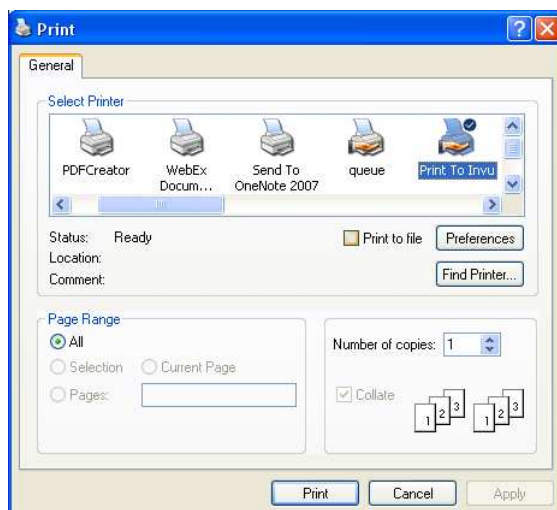 Print
General
Select Printer
PDFCreator
WebEx
Docum...
Send To
OneNote 2007
queue
Print To Invu
Status: Ready
Print to file
Preferences
Location:
Comment:
Find Printer...
Page Range
All
Selection
Current Page
Pages:
Number of copies: 1
Collate
1 2 3 1 2 3
Print
Cancel
Apply